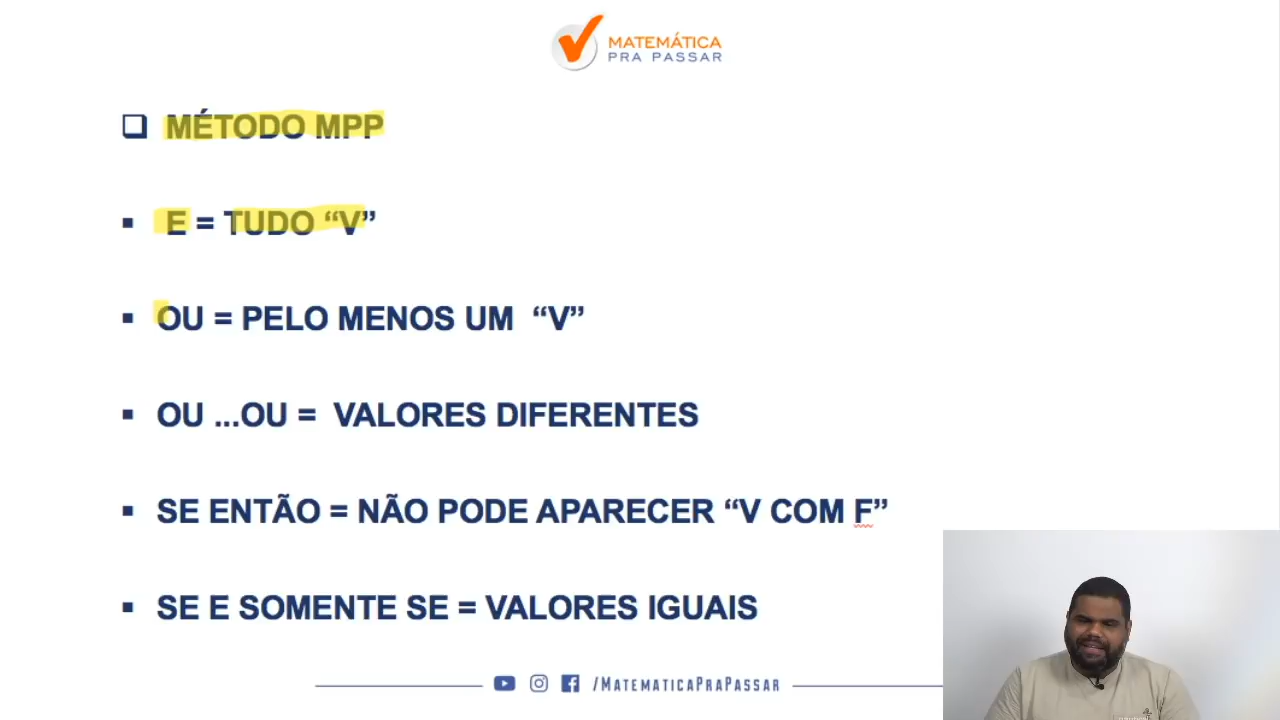 MATEMÁTICA
PRA PASSAR
MÉTODO MPP
E = TUDO “V”
OU = PELO MENOS UM “V”
OU ...OU = VALORES DIFERENTES
SE ENTÃO = NÃO PODE APARECER “V COM F”
SE E SOMENTE SE = VALORES IGUAIS
/MATEMATICAPRAPASSAR